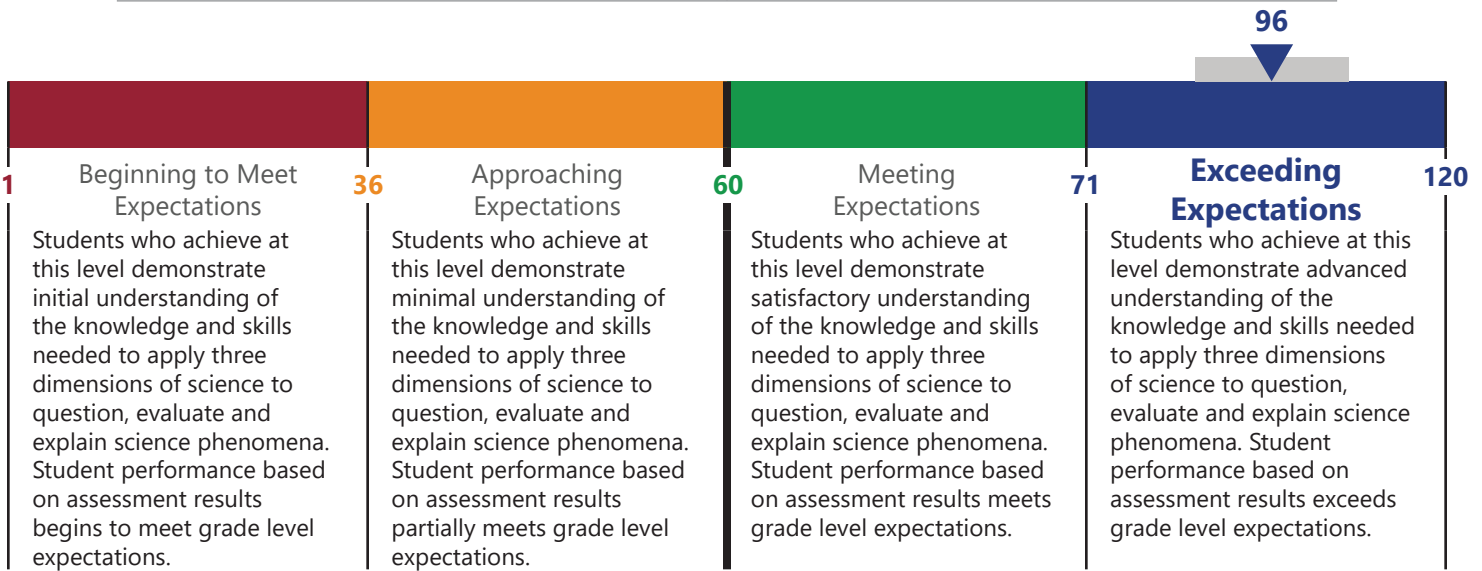 96
1
Beginning to Meet
Expectations
Students who achieve at
this level demonstrate
initial understanding of
the knowledge and skills
needed to apply three
dimensions of science to
question, evaluate and
explain science phenomena.
Student performance based
on assessment results
begins to meet grade level
expectations.
36
Approaching
Expectations
Students who achieve at
this level demonstrate
minimal understanding of
the knowledge and skills
needed to apply three
dimensions of science to
question, evaluate and
explain science phenomena.
Student performance based
on assessment results
partially meets grade level
expectations.
60
Meeting
Expectations
Students who achieve at
this level demonstrate
satisfactory understanding
of the knowledge and skills
needed to apply three
dimensions of science to
question, evaluate and
explain science phenomena.
Student performance based
on assessment results meets
grade level expectations.
71
Exceeding
Expectations
Students who achieve at this
level demonstrate advanced
understanding of the
knowledge and skills needed
to apply three dimensions
of science to question,
evaluate and explain science
phenomena. Student
performance based on
assessment results exceeds
grade level expectations.
120